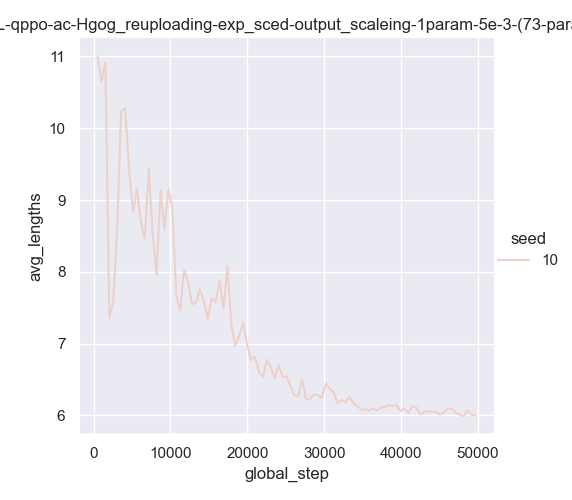 -qppo-ac-Hgog_reuploading-exp_sced-output_scaleing-1param-5e-3-(73-par
avg_lengths
11
10
9
8
7
6
0 10000 20000 30000 40000 50000
global_step
seed
10